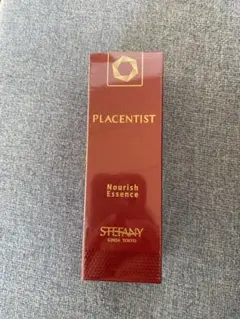 PLACENTIST
Nourish
Essence
STEFANY
GINZA TOKYO